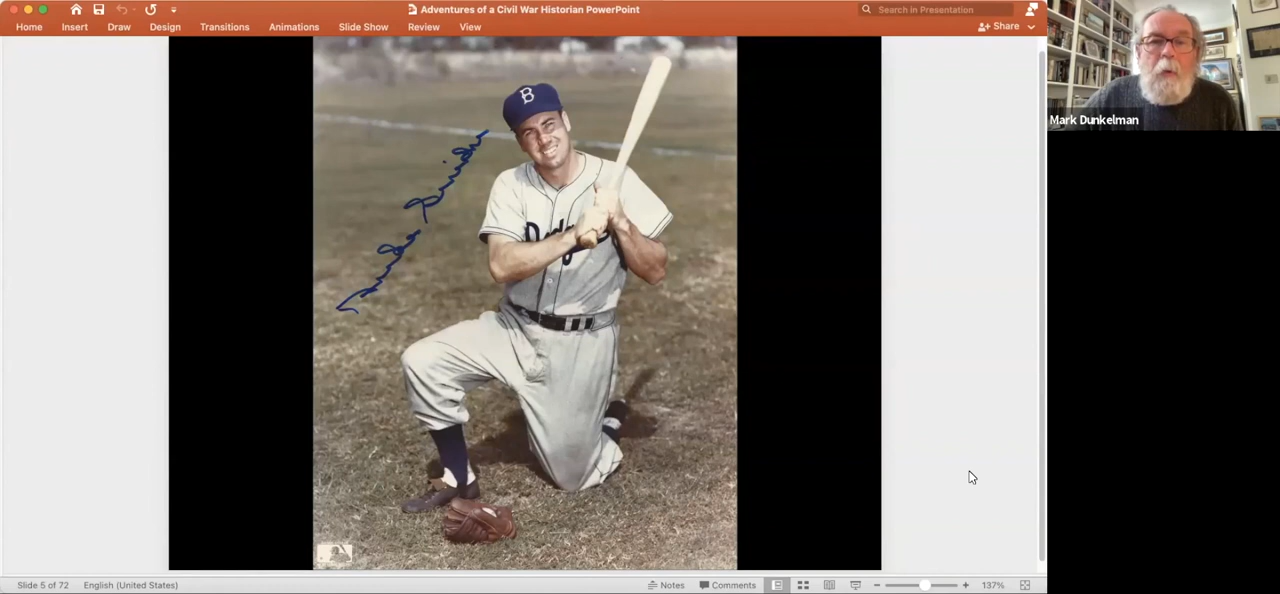 Adventures of a Civil War Historian PowerPoint
Search in Presentation
Home Insert Draw Design Transitions Animations Slide Show Review View Share
Mark Dunkelman
B
Slide 5 of 72 English (United States) Notes Comments 137%